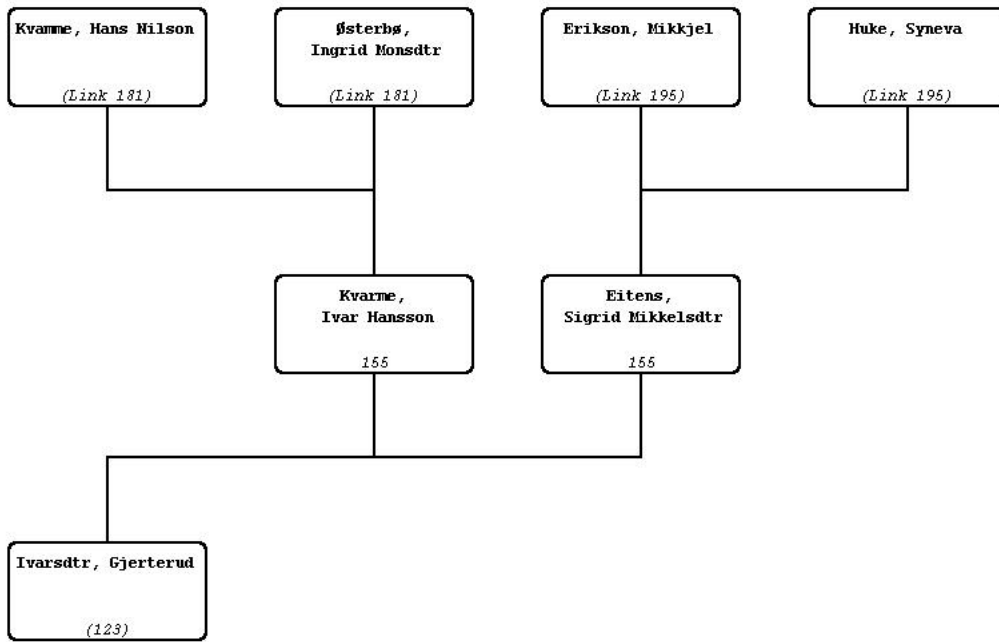 Kvamme, Hans Nilson
(Link 181)
Østerbø,
Ingrid Monsdtr
(Link 181)
Erikson, Mikkjel
(Link 195)
Huke, Syneva
(Link 195)
Kvarme,
Ivar Hansson
155
Eitens,
Sigrid Mikkelsdtr
155
Ivarsdtr, Gjerterud
(123)